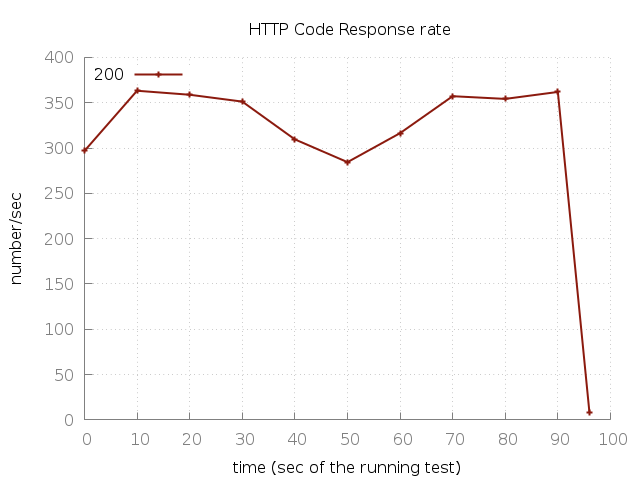 HTTP Code Response rate
400
200
350
300
250
200
150
100
50
0
0 10 20 30 40 50 60 70 80 90 100
number/sec
time (sec of the running test)